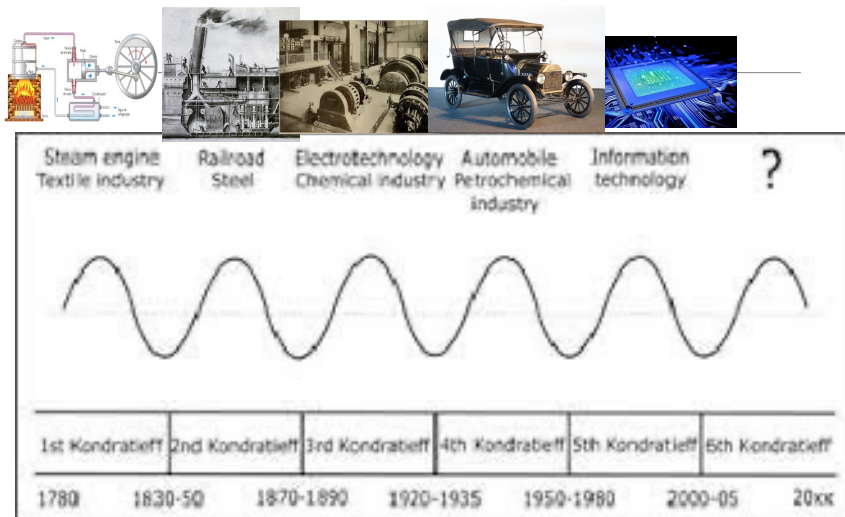 Steam engine
Textile industry
Railroad
Steel
Electrotechnology
Chemical industry
Automobile
Petrochemical
industry
Information
technology
?
1st Kondratieff
2nd Kondratieff
3rd Kondratieff
4th Kondratieff
5th Kondratieff
6th Kondratieff
1780
1830-50
1870-1890
1920-1935
1950-1980
2000-05
20xx